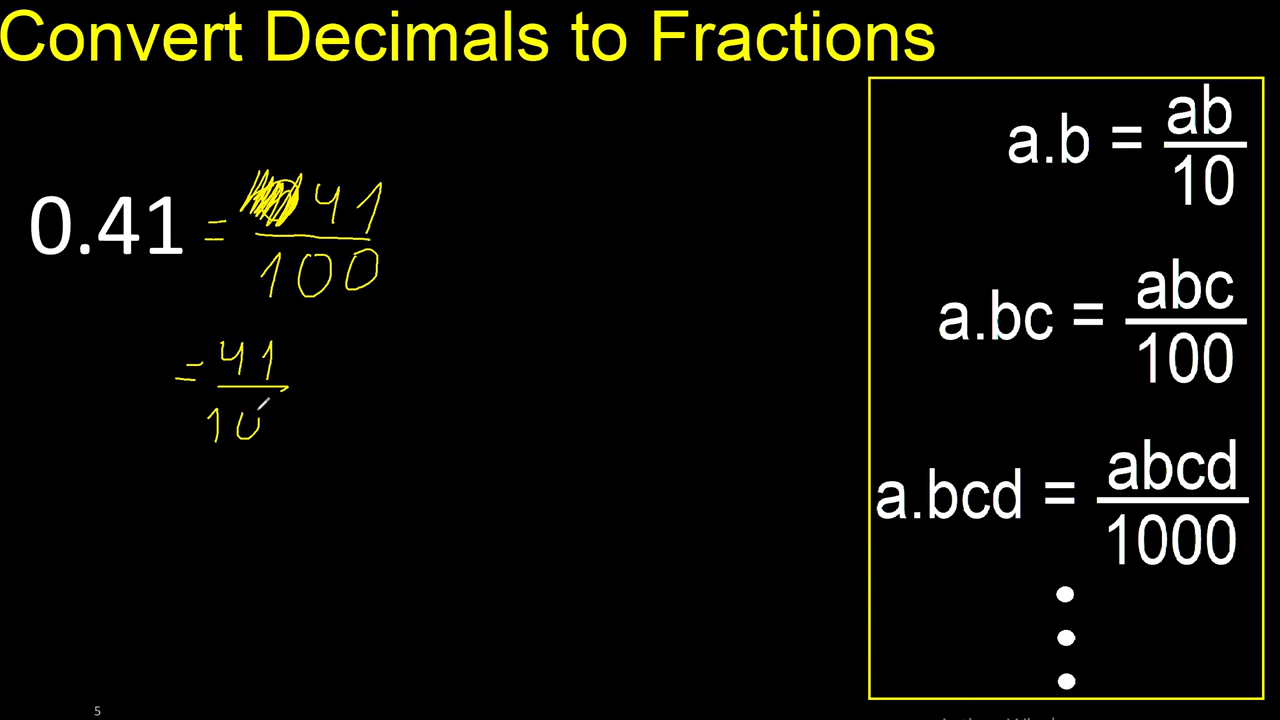 Convert Decimals to Fractions
0.41 = 41/100
= 41/10
a.b = ab/10
a.bc = abc/100
a.bcd = abcd/1000
5